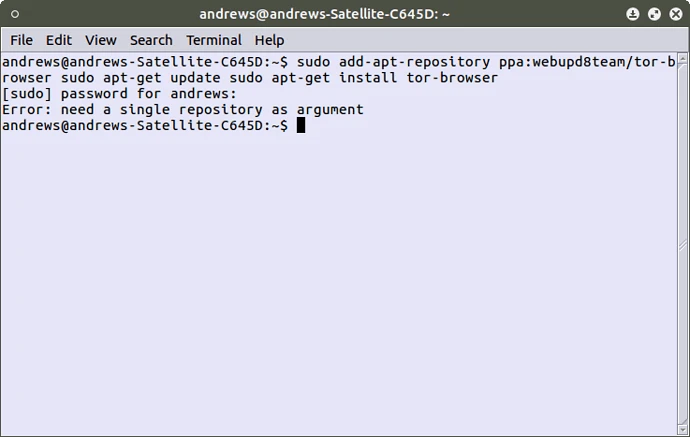 andrews@andrews-Satellite-C645D: ~
File Edit View Search Terminal Help
andrews@andrews-Satellite-C645D:~$ sudo add-apt-repository ppa:webupd8team/tor-b
rowser sudo apt-get update sudo apt-get install tor-browser
[sudo] password for andrews:
Error: need a single repository as argument
andrews@andrews-Satellite-C645D:~$